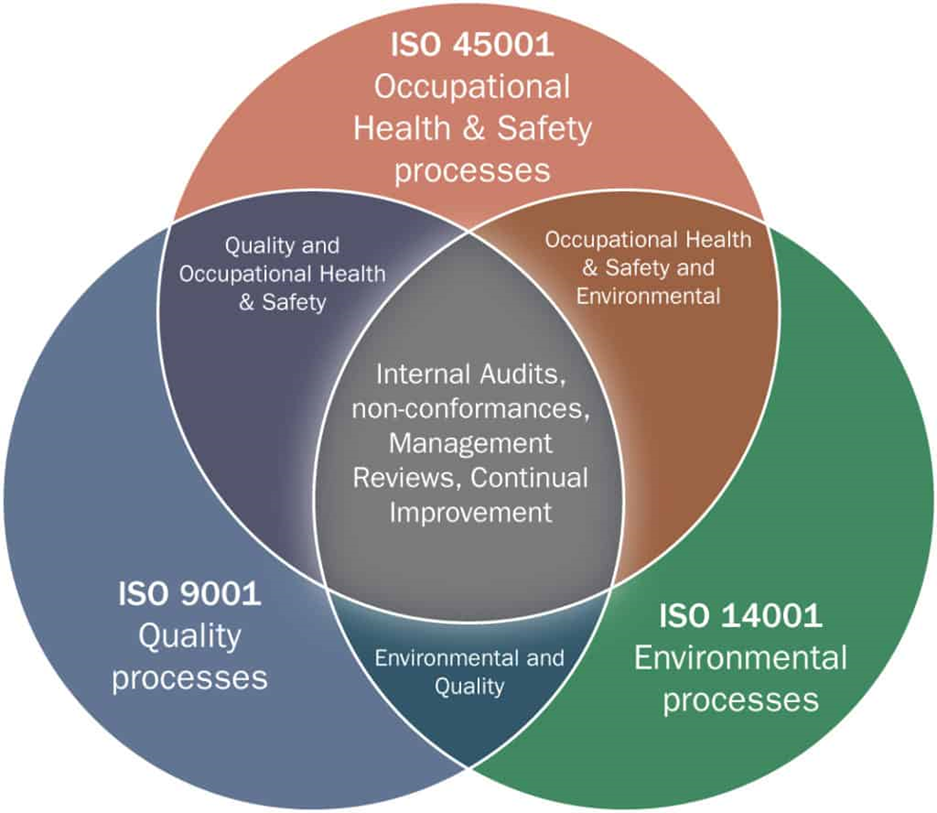 ISO 45001
Occupational
Health & Safety
processes
Quality and
Occupational Health
& Safety
Occupational Health
& Safety and
Environmental
Internal Audits,
non-conformances,
Management
Reviews, Continual
Improvement
ISO 9001
Quality
processes
ISO 14001
Environmental
processes
Environmental and
Quality